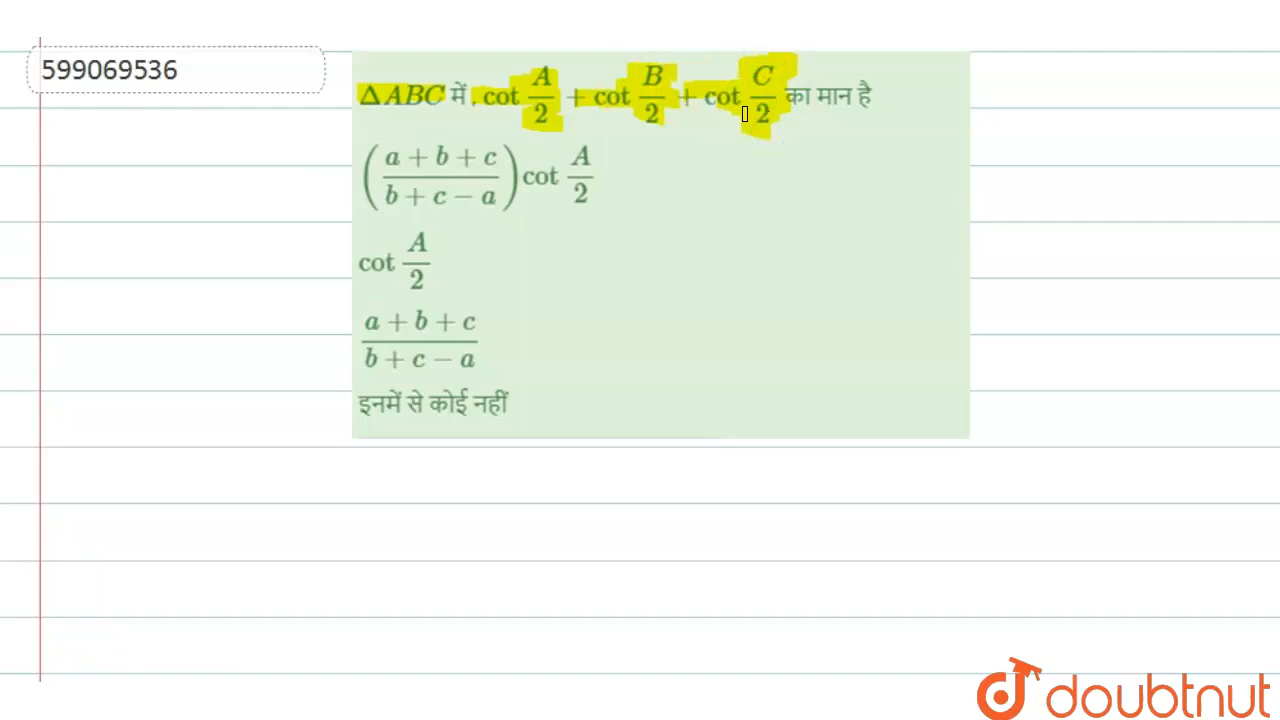 599069536
ΔABC में , cot A/2 + cot B/2 + cot C/2 का मान है
((a + b + c)/(b + c − a)) cot A/2
cot A/2
(a + b + c)/(b + c − a)
इनमें से कोई नहीं
doubtnut